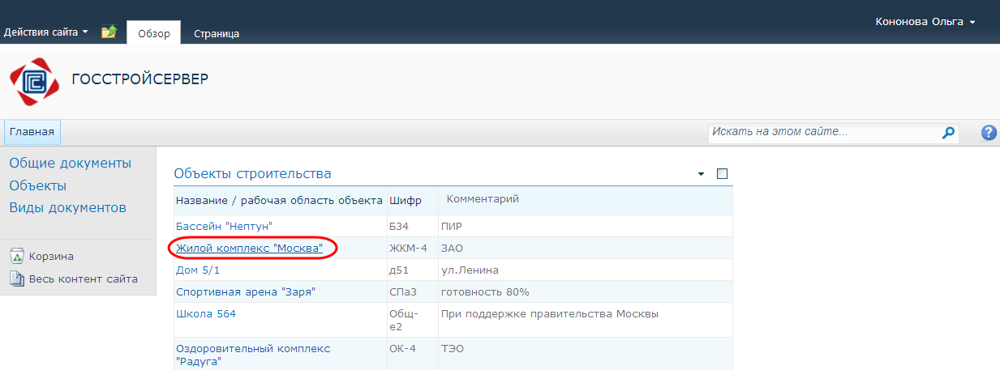 Кононова Ольга
Действия сайта
Обзор
Страница
ГОССТРОЙСЕРВЕР
Главная
Искать на этом сайте...
Общие документы
Объекты
Виды документов
Корзина
Весь контент сайта
Объекты строительства
Название / рабочая область объекта Шифр Комментарий
Бассейн "Нептун" Б34 ПИР
Жилой комплекс "Москва" ЖКМ-4 ЗАО
Дом 5/1 д51 ул.Ленина
Спортивная арена "Заря" СПа3 готовность 80%
Школа 564 Общ-
е2 При поддержке правительства Москвы
Оздоровительный комплекс
"Радуга" ОК-4 ТЭО